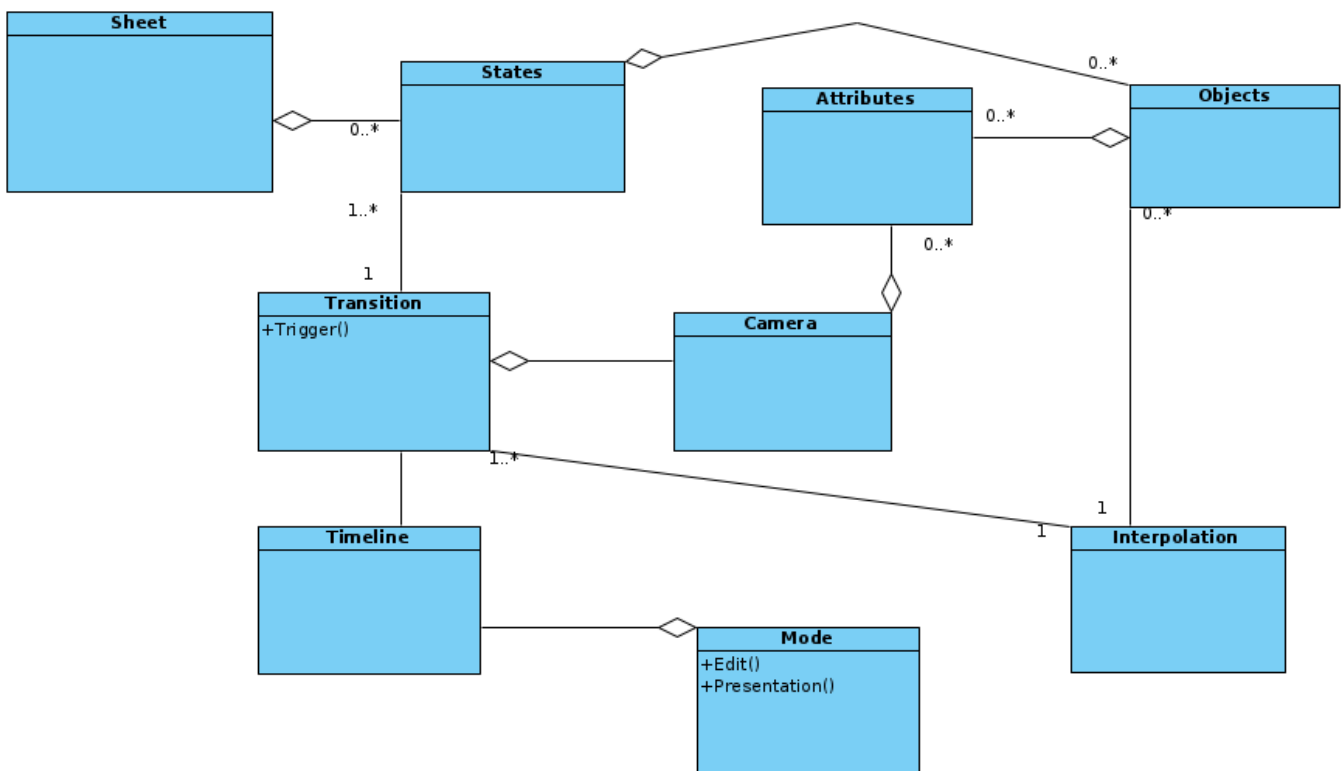 Sheet
States
0..*
Attributes
Objects
0..*
0..*
1..*
0..*
0..*
1
Transition
+Trigger()
Camera
1..*
1
1
Timeline
Interpolation
Mode
+Edit()
+Presentation()